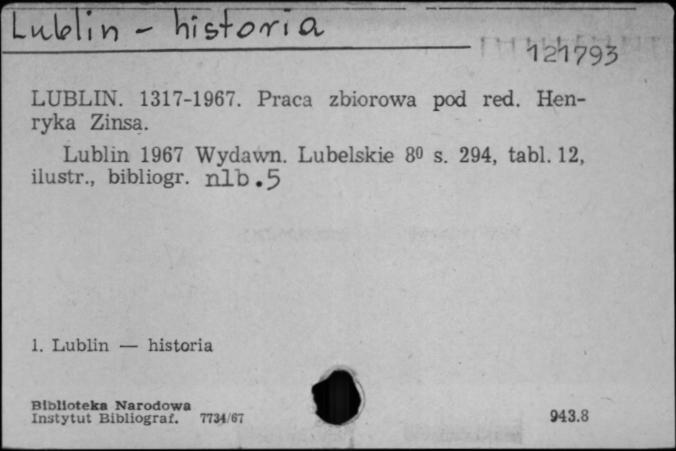 Lublin - historia
121793
LUBLIN. 1317-1967. Praca zbiorowa pod red. Hen-
ryka Zinsa.
Lublin 1967 Wydawn. Lubelskie 8⁰ s. 294, tabl. 12,
ilustr., bibliogr. nlb.5
1. Lublin — historia
Biblioteka Narodowa
Instytut Bibliograf. 7734/67
943.8